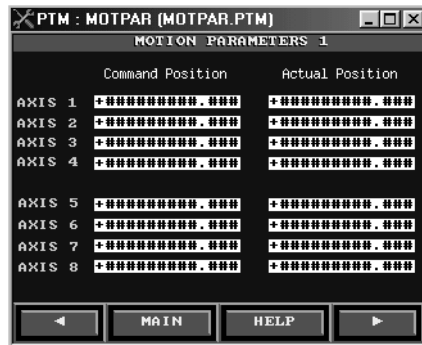 PTM : MOTPAR (MOTPAR.PTM)
MOTION PARAMETERS 1
Command Position Actual Position
AXIS 1 +#########.### +#########.###
AXIS 2 +#########.### +#########.###
AXIS 3 +#########.### +#########.###
AXIS 4 +#########.### +#########.###
AXIS 5 +#########.### +#########.###
AXIS 6 +#########.### +#########.###
AXIS 7 +#########.### +#########.###
AXIS 8 +#########.### +#########.###
◄ MAIN HELP ►